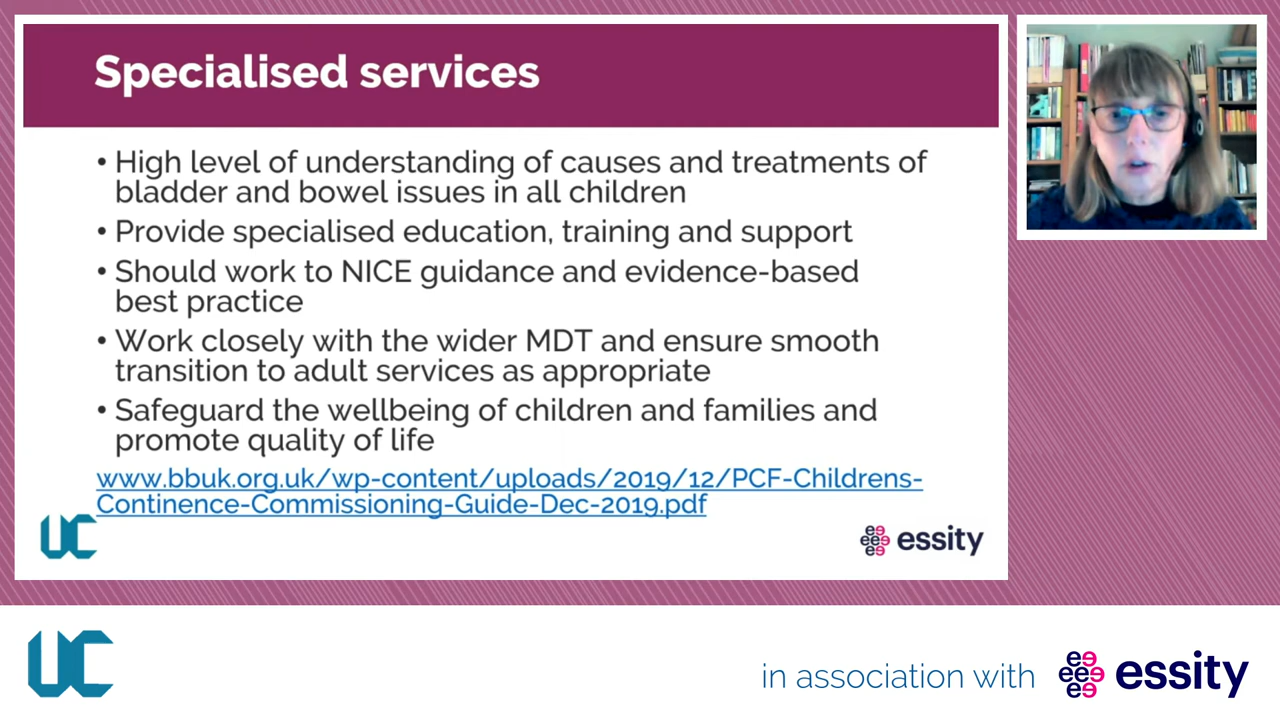 Specialised services
• High level of understanding of causes and treatments of
bladder and bowel issues in all children
• Provide specialised education, training and support
• Should work to NICE guidance and evidence-based
best practice
• Work closely with the wider MDT and ensure smooth
transition to adult services as appropriate
• Safeguard the wellbeing of children and families and
promote quality of life
www.bbuk.org.uk/wp-content/uploads/2019/12/PCF-Childrens-
Continence-Commissioning-Guide-Dec-2019.pdf
UC
essity
UC
in association with
essity